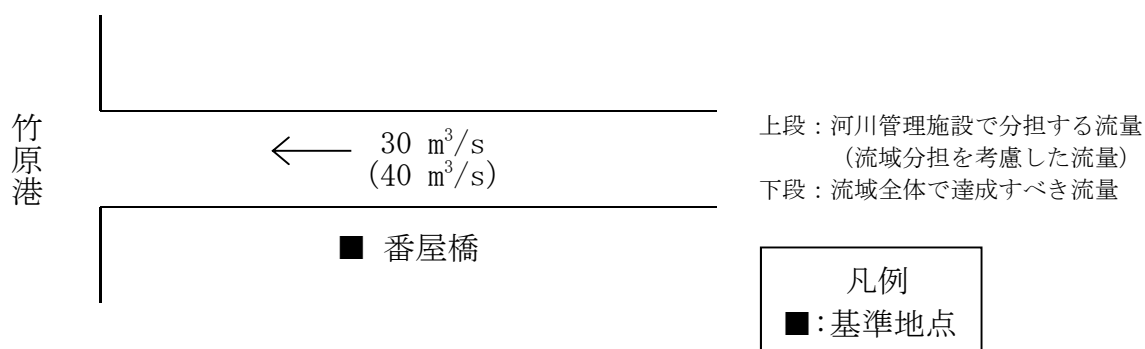 竹原港
30 m³/s
(40 m³/s)
■ 番屋橋
上段：河川管理施設で分担する流量
（流域分担を考慮した流量）
下段：流域全体で達成すべき流量
凡例
■：基準地点